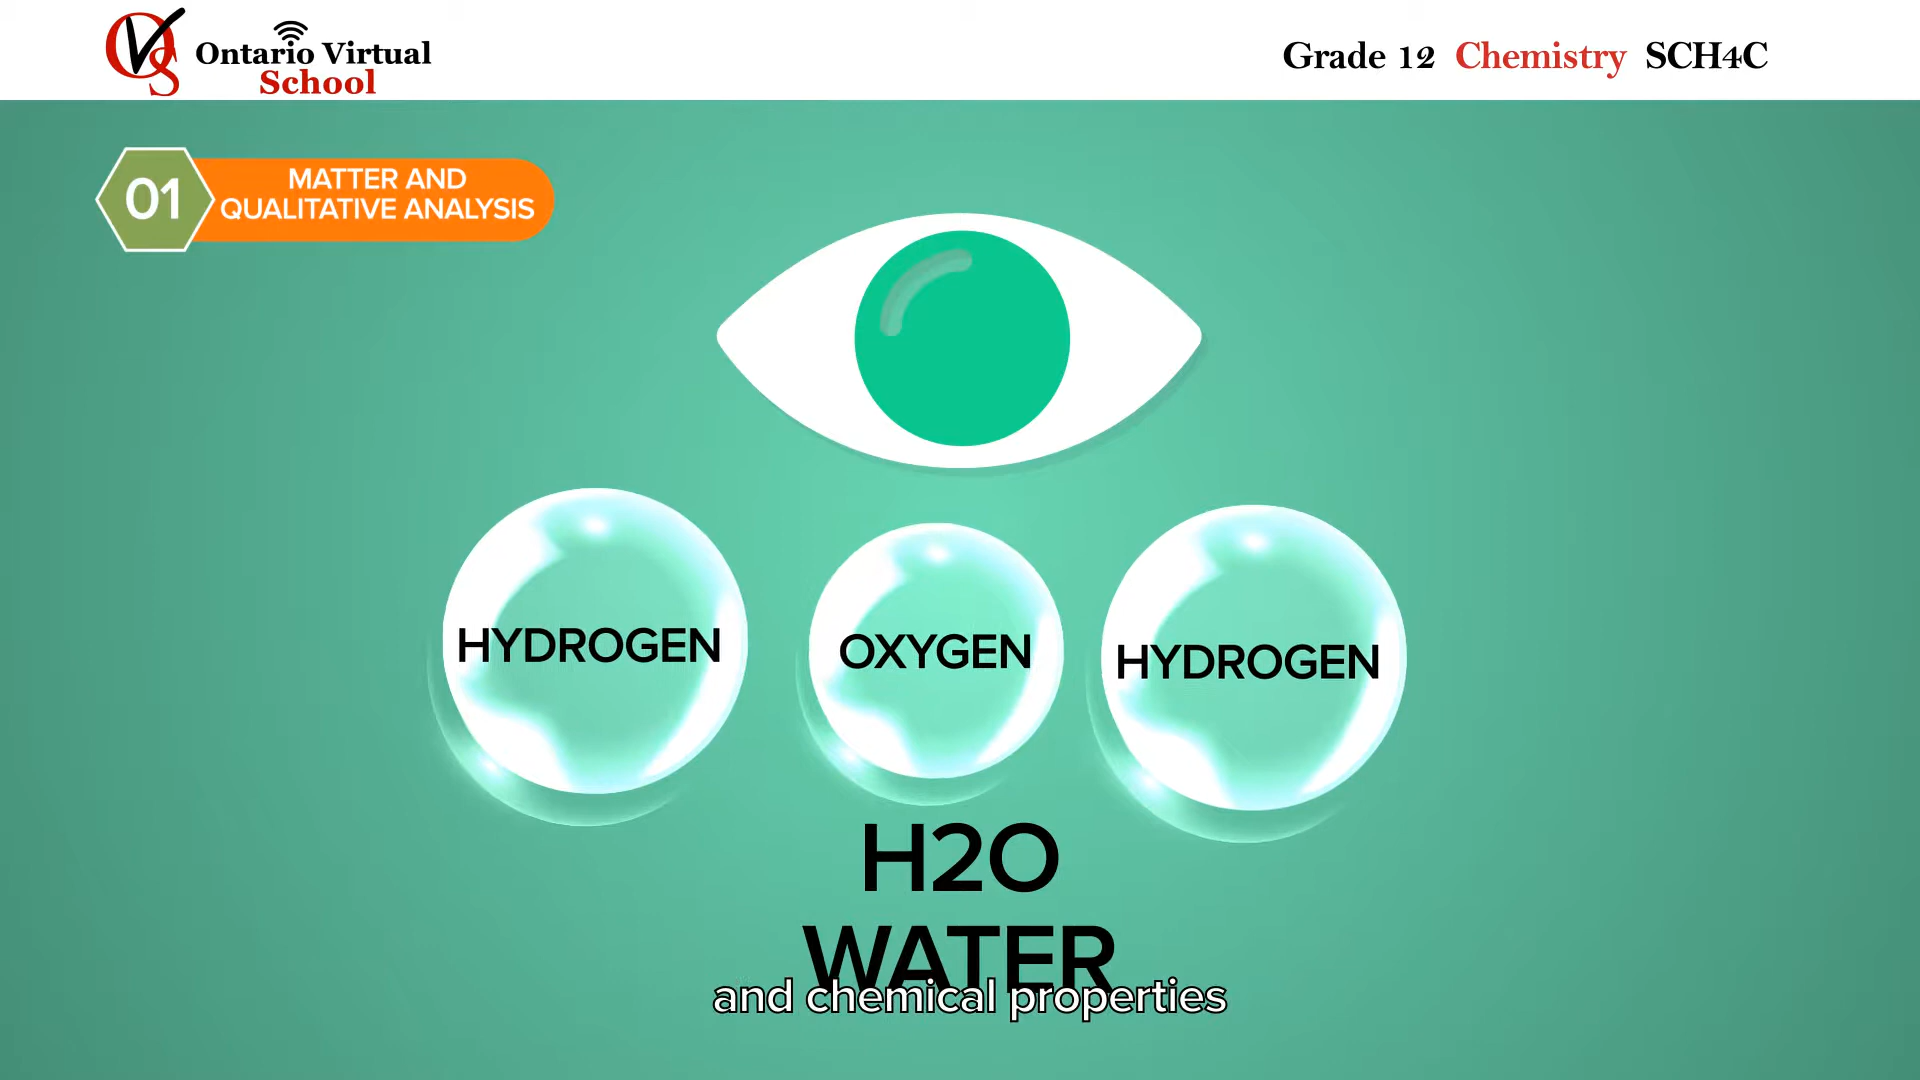 Ontario Virtual
School
Grade 12 Chemistry SCH4C
01
MATTER AND
QUALITATIVE ANALYSIS
HYDROGEN
OXYGEN
HYDROGEN
H2O
WATER
and chemical properties